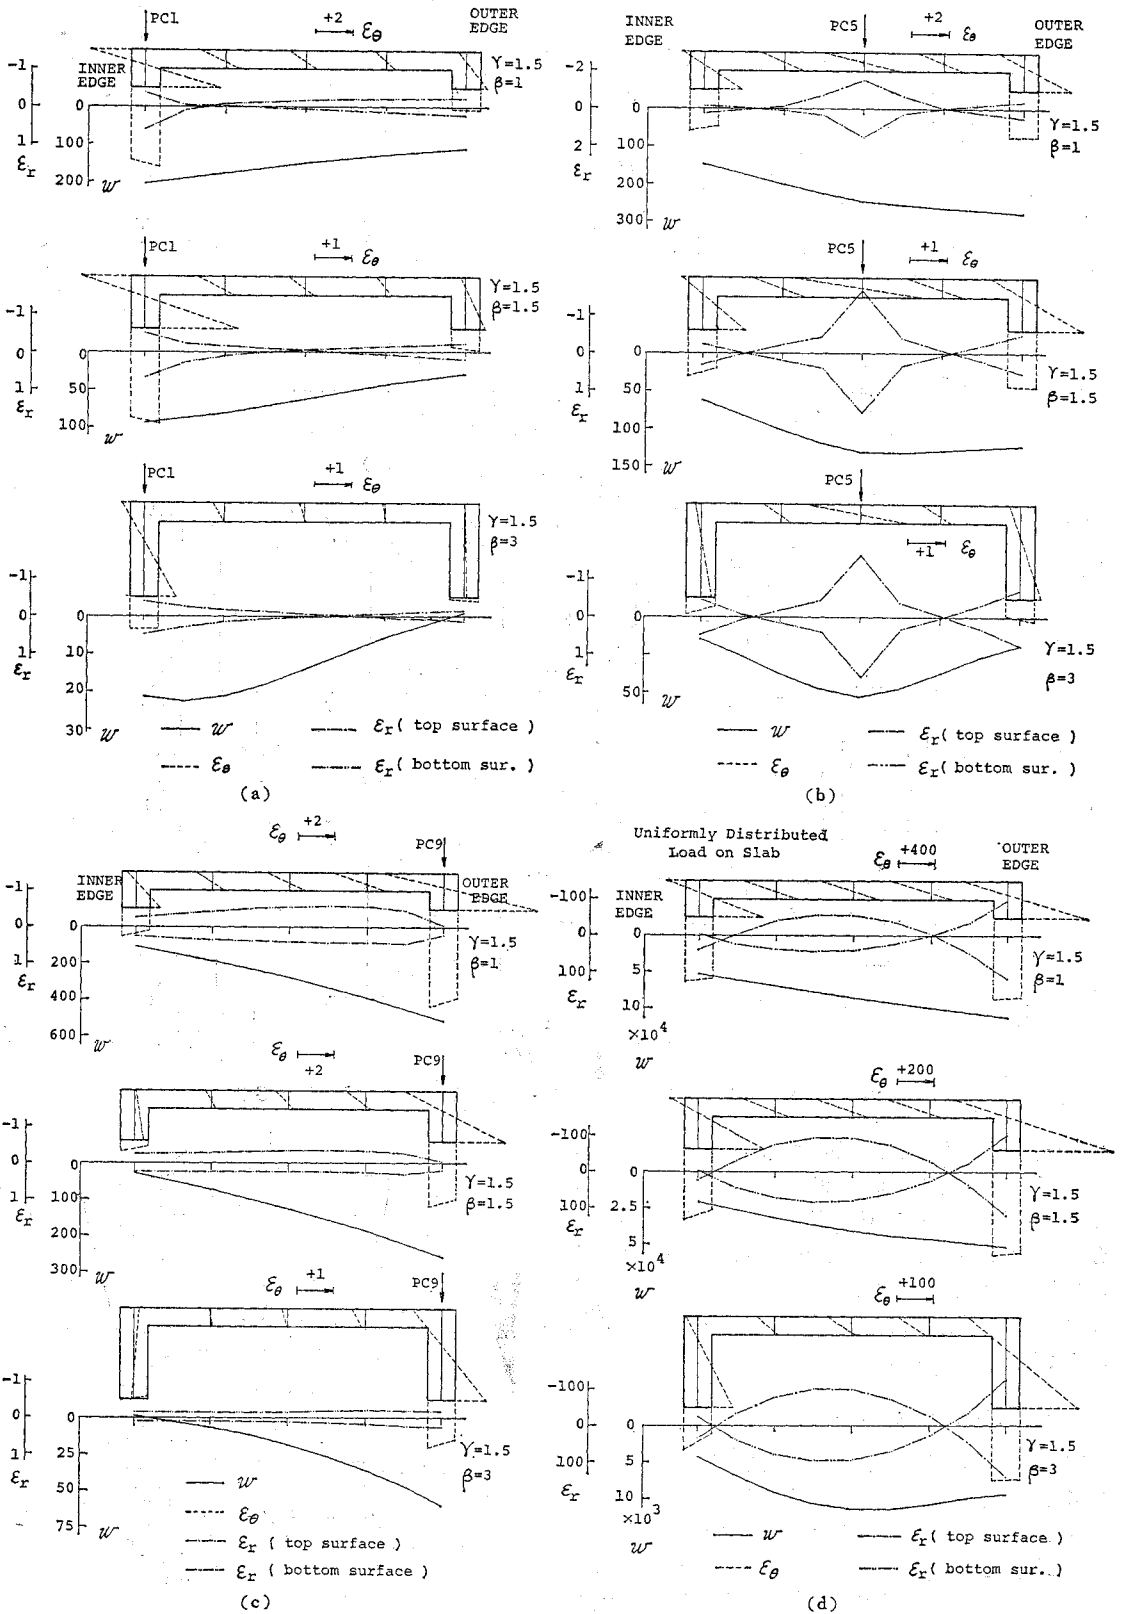 PC1
+2
εθ
OUTER
EDGE
-1
INNER
EDGE
γ=1.5
β=1
0
0
1
100
εr
200
w
PC1
+1
εθ
γ=1.5
β=1.5
-1
0
0
1
50
εr
100
w
PC1
+1
εθ
γ=1.5
β=3
-1
0
0
1
10
εr
20
30
w
w
εr ( top surface )
εθ
εr ( bottom sur. )
(a)
INNER
EDGE
PC5
+2
εθ
OUTER
EDGE
-2
0
0
2
100
εr
200
300
w
γ=1.5
β=1
PC5
+1
εθ
-1
0
0
1
50
εr
100
150
w
γ=1.5
β=1.5
PC5
+1
εθ
-1
0
0
1
εr
50
w
γ=1.5
β=3
w
εr ( top surface )
εθ
εr ( bottom sur. )
(b)
εθ
+2
PC9
-1
INNER
EDGE
OUTER
EDGE
0
0
1
200
εr
400
600
w
γ=1.5
β=1
εθ
+2
PC9
-1
0
0
1
100
εr
200
300
w
γ=1.5
β=1.5
εθ
+1
PC9
-1
0
0
1
25
εr
50
75
w
γ=1.5
β=3
w
εθ
εr ( top surface )
εr ( bottom surface )
(c)
Uniformly Distributed
Load on Slab
εθ
+400
OUTER
EDGE
-100
INNER
EDGE
0
0
100
5
εr
10
×10⁴
w
γ=1.5
β=1
εθ
+200
-100
0
0
100
2.5
εr
5
×10⁴
w
γ=1.5
β=1.5
εθ
+100
-100
0
0
100
5
εr
10
×10³
w
γ=1.5
β=3
w
εr ( top surface )
εθ
εr ( bottom sur. )
(d)